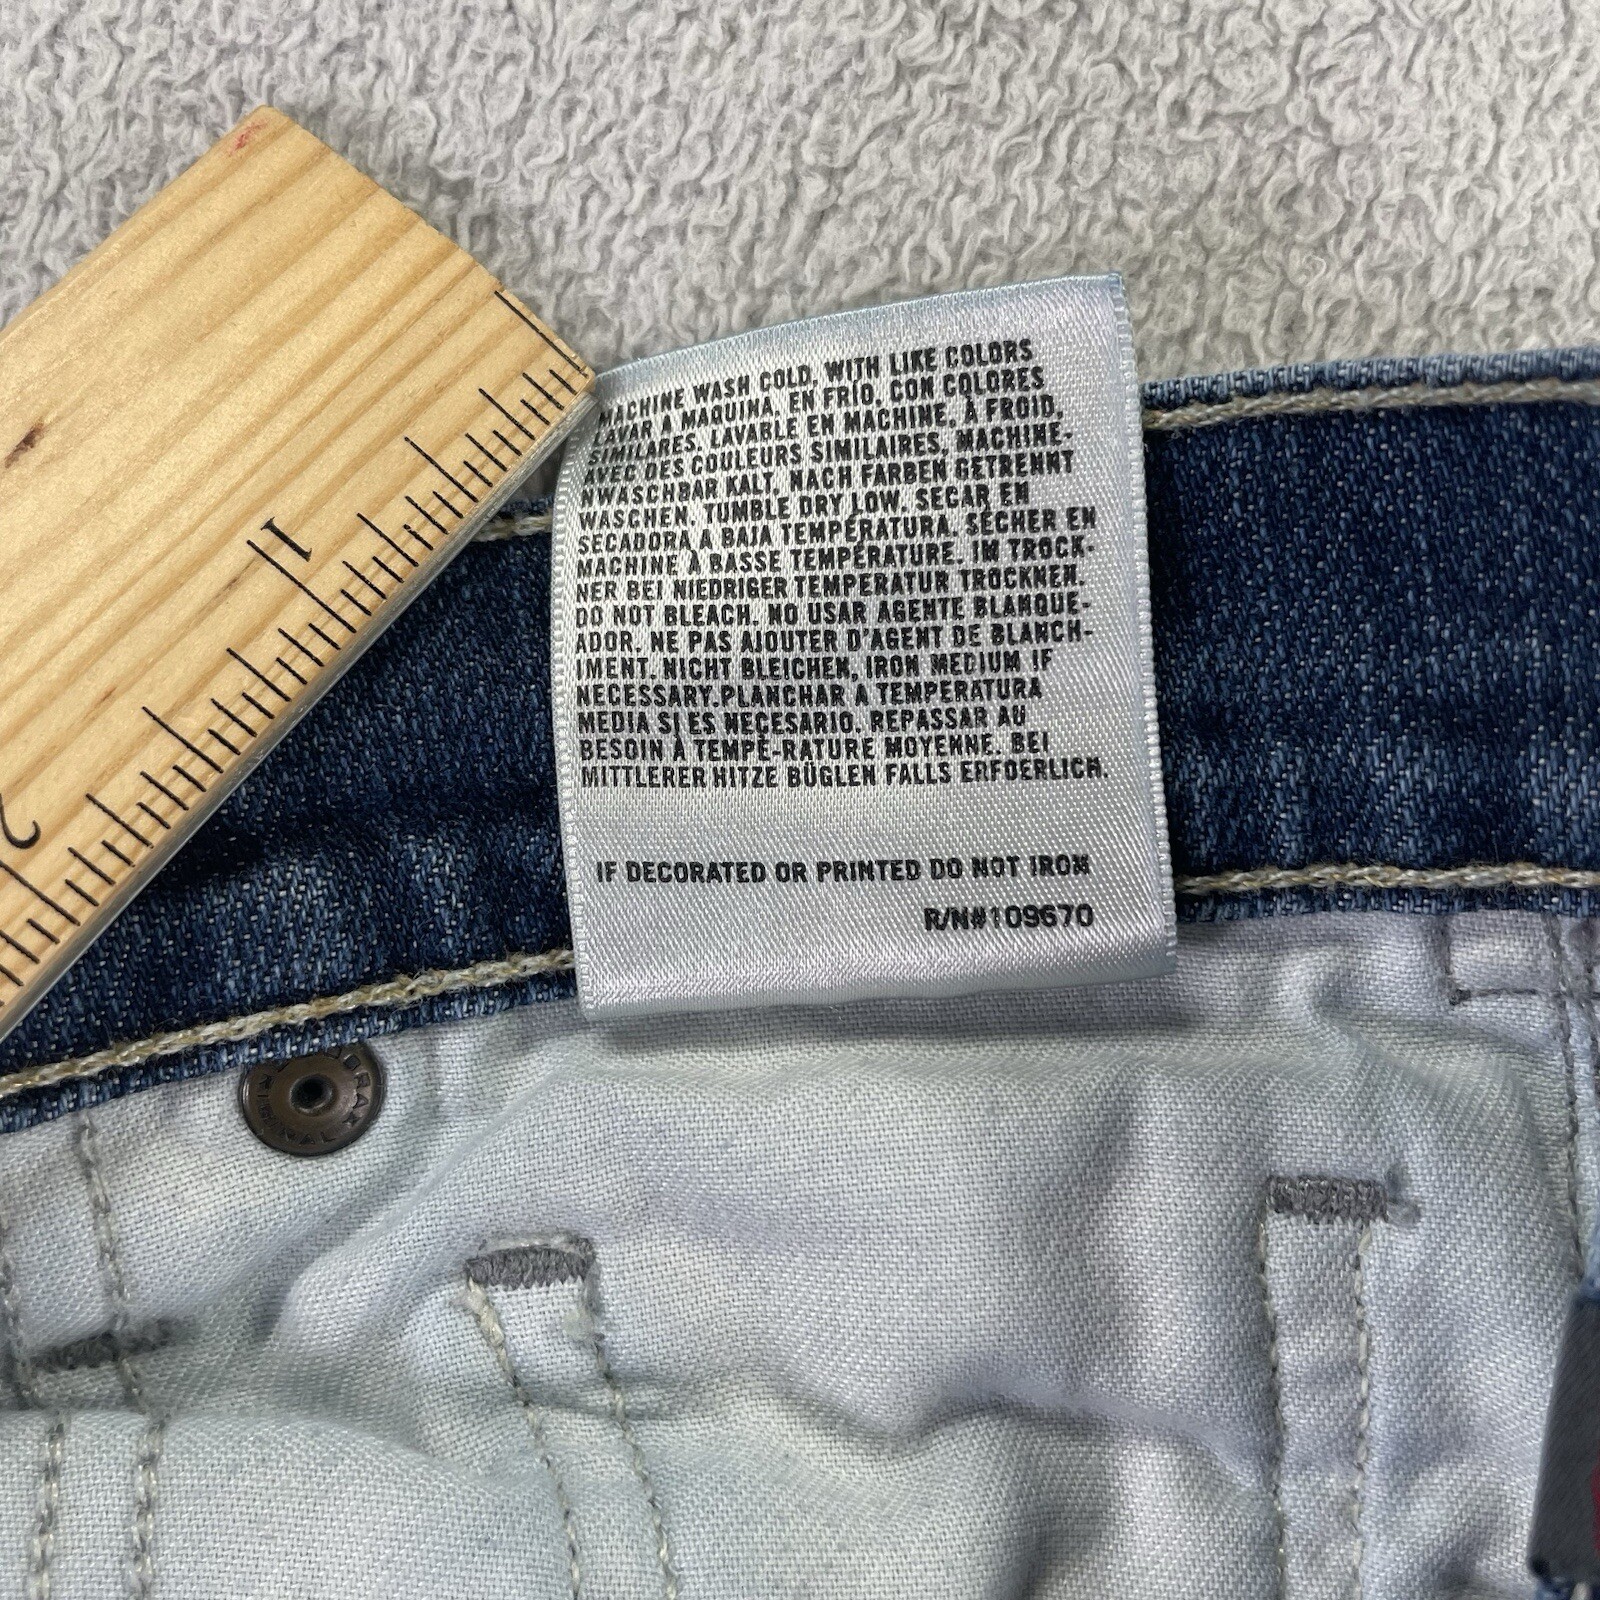 1
2
MACHINE WASH COLD, WITH LIKE COLORS
LAVAR A MAQUINA, EN FRÍO, CON COLORES
SIMILARES, LAVABLE EN MACHINE, À FROID,
AVEC DES COULEURS SIMILAIRES, MACHINE-
NWASCHBAR KALT, NACH FARBEN GETRENNT
WASCHEN. TUMBLE DRY LOW, SECAR EN
SECADORA A BAJA TEMPERATURA, SÉCHER EN
MACHINE À BASSE TEMPÉRATURE, IM TROCK-
NER BEI NIEDRIGER TEMPERATUR TROCKNEN.
DO NOT BLEACH. NO USAR AGENTE BLANQUE-
ADOR. NE PAS AJOUTER D'AGENT DE BLANCH-
IMENT. NICHT BLEICHEN, IRON MEDIUM IF
NECESSARY.PLANCHAR A TEMPERATURA
MEDIA SI ES NECESARIO. REPASSAR AU
BESOIN À TEMPÉ-RATURE MOYENNE. BEI
MITTLERER HITZE BÜGLEN FALLS ERFOERLICH.
IF DECORATED OR PRINTED DO NOT IRON
R/N#109670